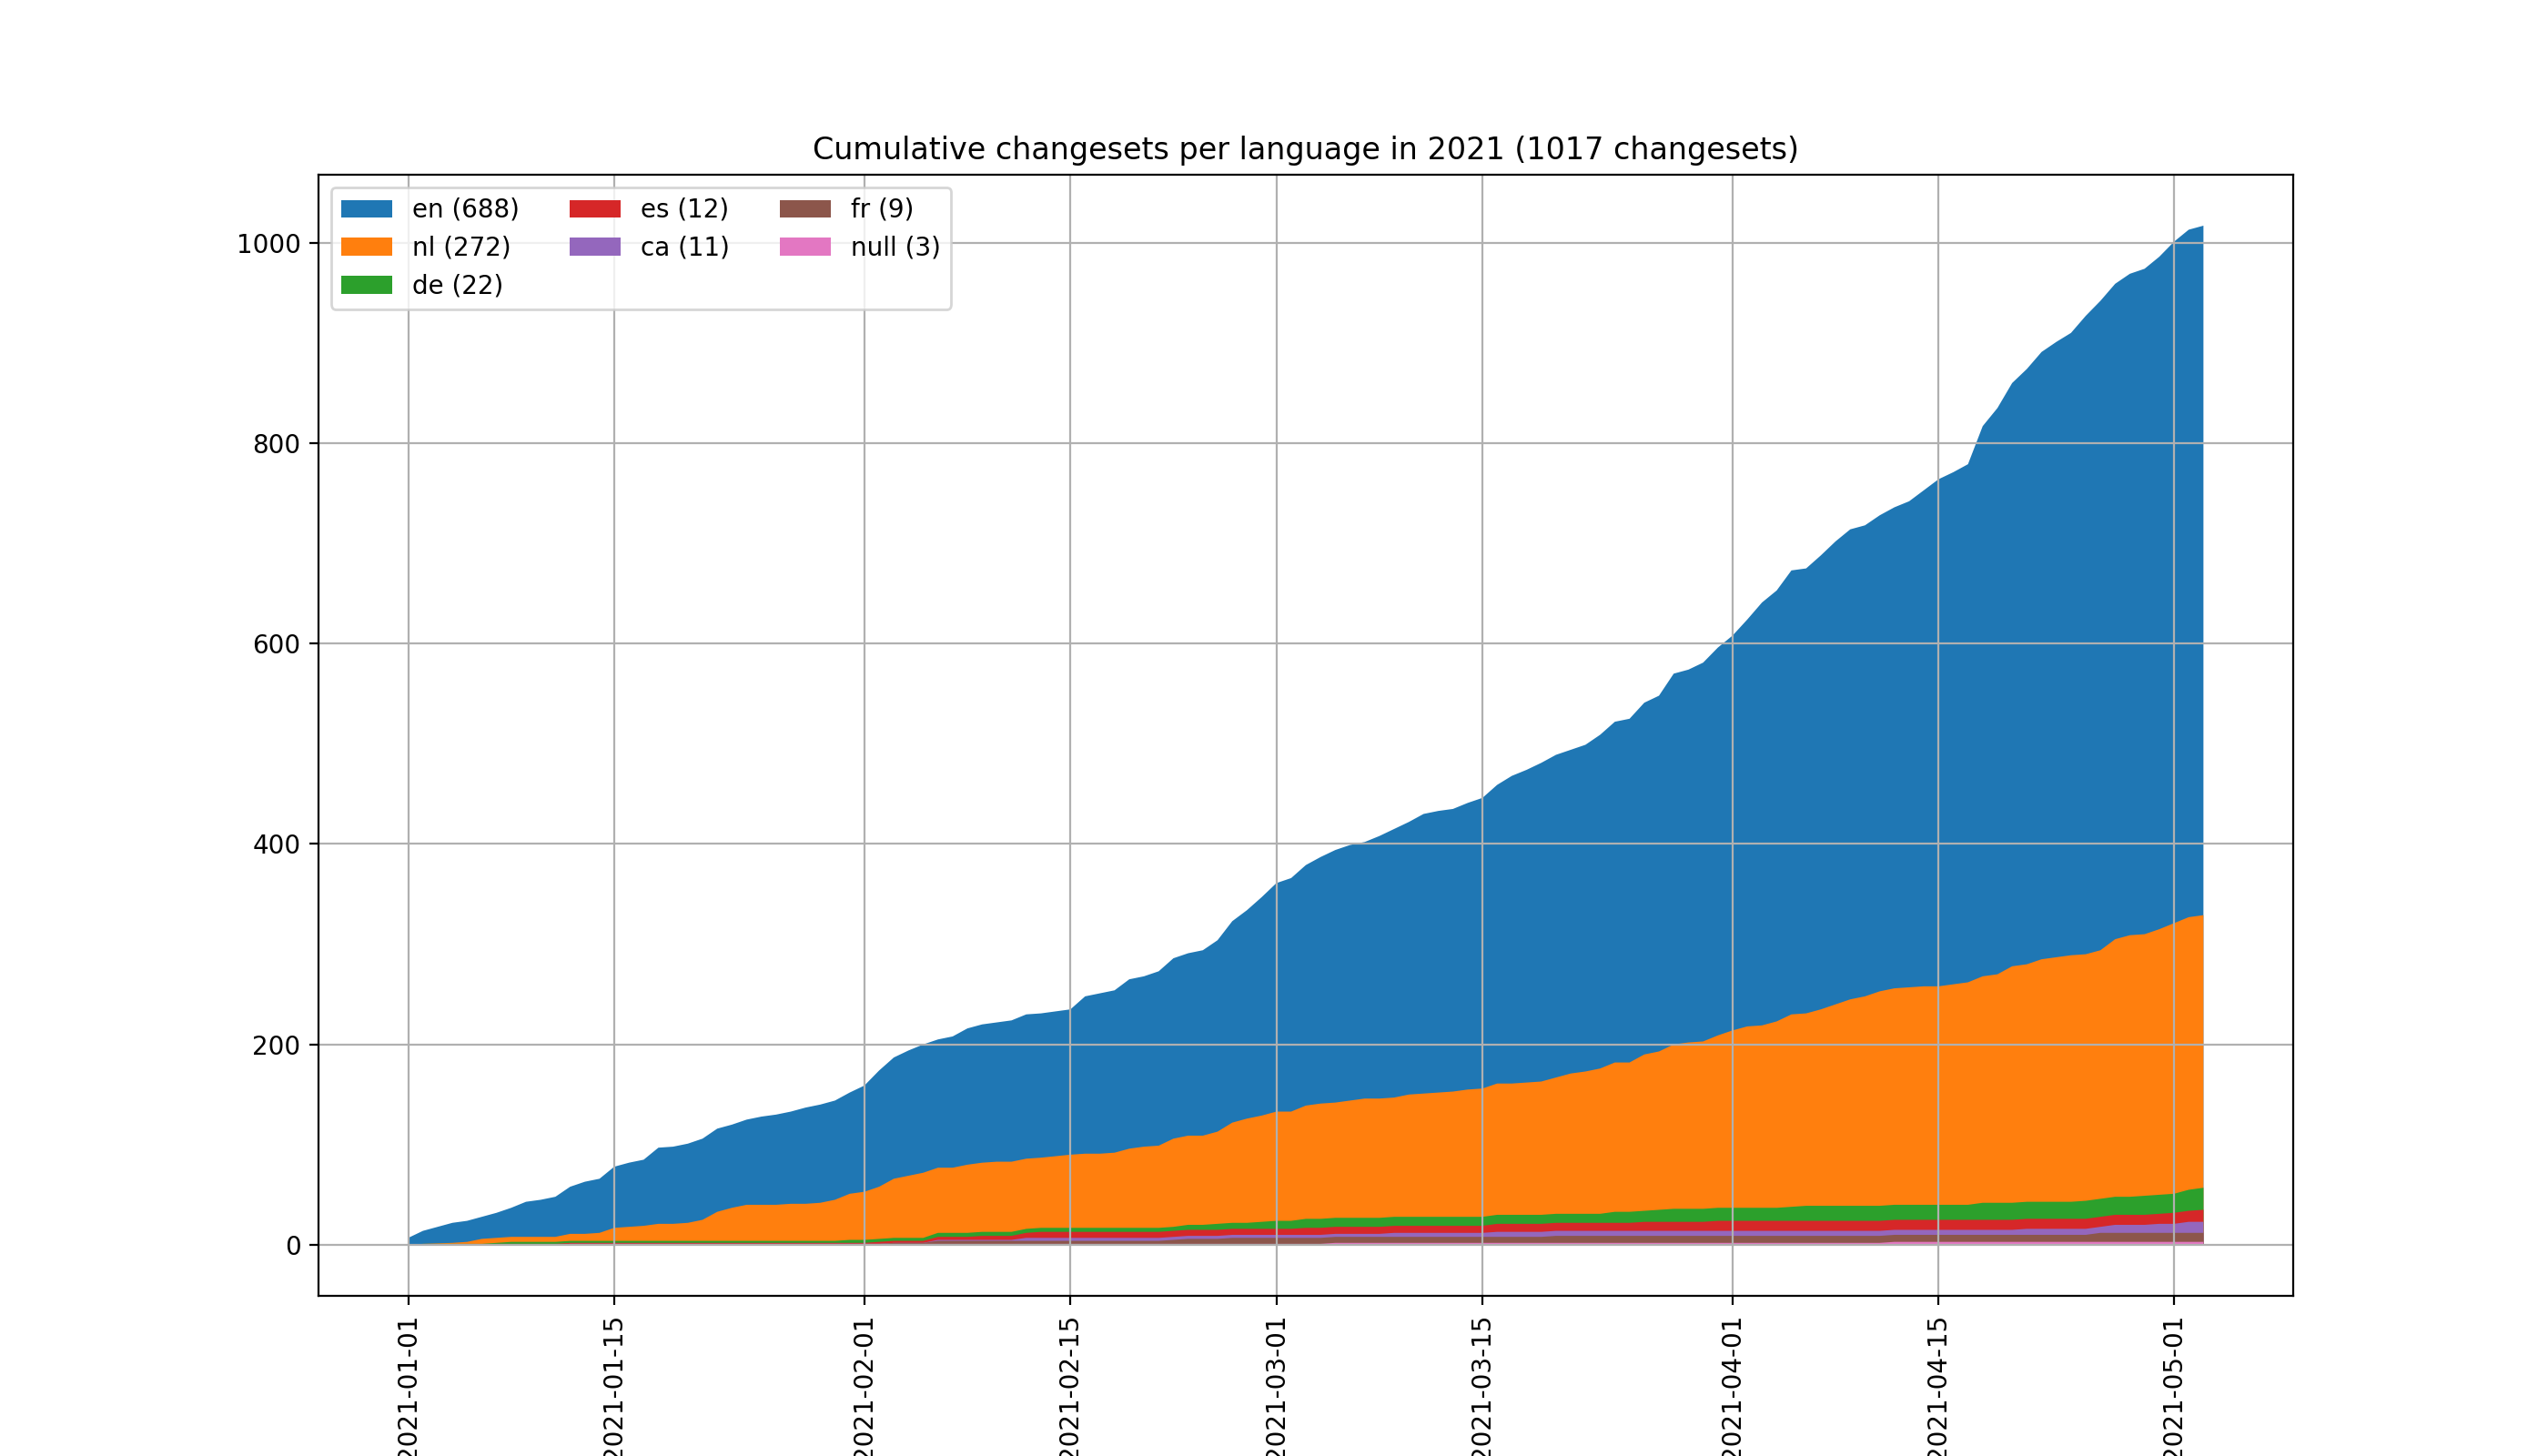 Cumulative changesets per language in 2021 (1017 changesets)
en (688)
nl (272)
de (22)
es (12)
ca (11)
fr (9)
null (3)
1000
800
600
400
200
0
2021-01-01
2021-01-15
2021-02-01
2021-02-15
2021-03-01
2021-03-15
2021-04-01
2021-04-15
2021-05-01